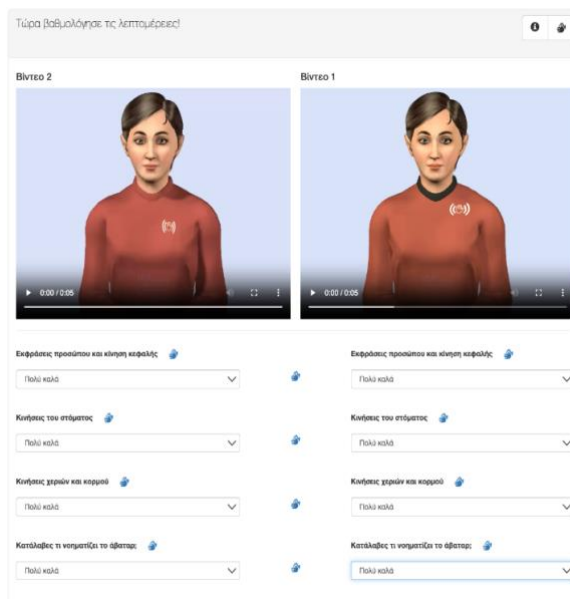 Τώρα βαθμολόγησε τις λεπτομέρειες!
Βίντεο 2
Βίντεο 1
0:00 / 0:05
0:00 / 0:05
Εκφράσεις προσώπου και κίνηση κεφαλής
Εκφράσεις προσώπου και κίνηση κεφαλής
Πολύ καλά
Πολύ καλά
Κινήσεις του στόματος
Κινήσεις του στόματος
Πολύ καλά
Πολύ καλά
Κινήσεις χεριών και κορμού
Κινήσεις χεριών και κορμού
Πολύ καλά
Πολύ καλά
Κατάλαβες τι νοηματίζει το άβαταρ;
Κατάλαβες τι νοηματίζει το άβαταρ;
Πολύ καλά
Πολύ καλά